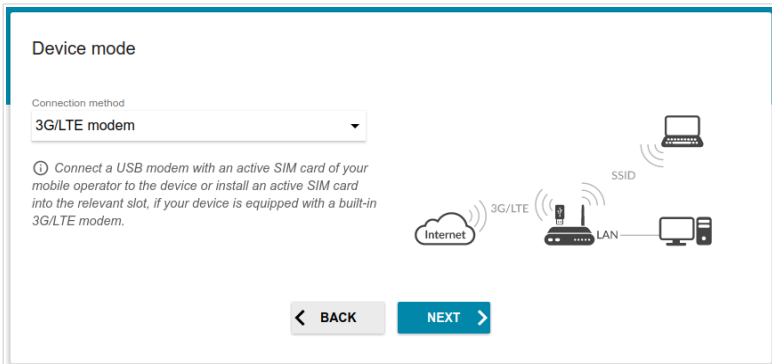 Device mode
Connection method
3G/LTE modem
Connect a USB modem with an active SIM card of your
mobile operator to the device or install an active SIM card
into the relevant slot, if your device is equipped with a built-in
3G/LTE modem.
SSID
3G/LTE
Internet
LAN
BACK
NEXT